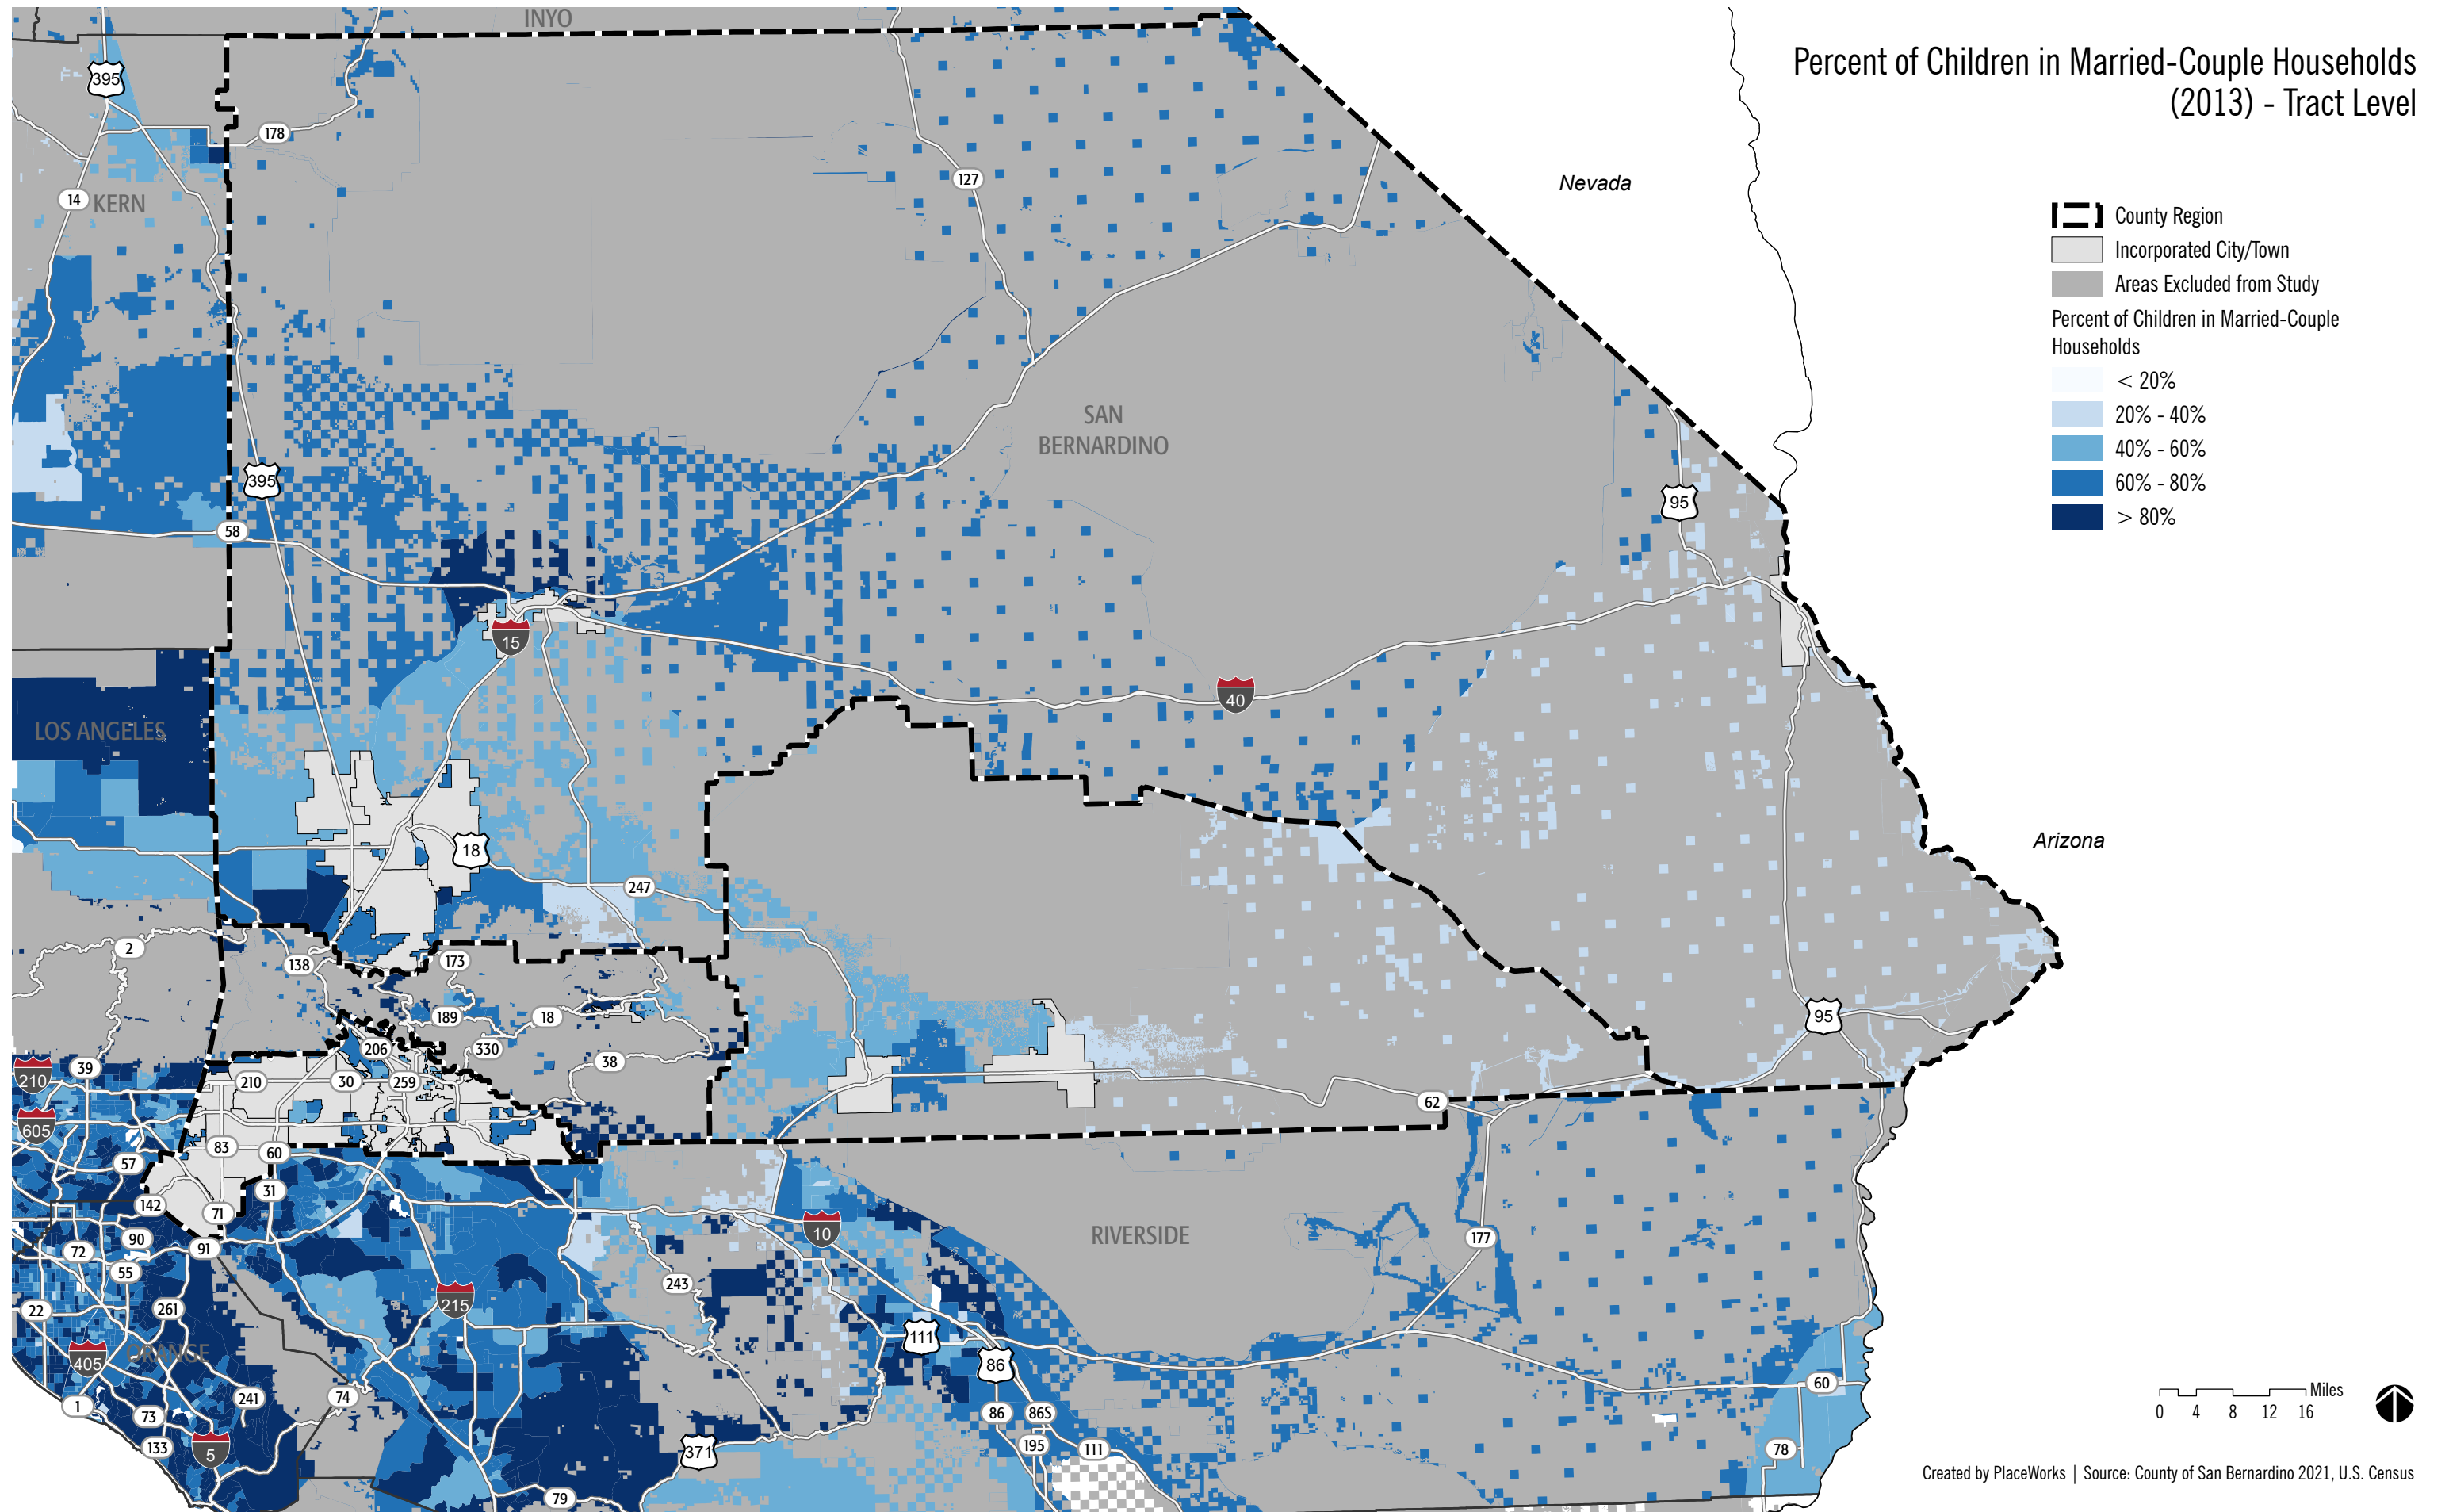 INYO
Percent of Children in Married-Couple Households
(2013) - Tract Level
395
178
14
KERN
127
Nevada
County Region
Incorporated City/Town
Areas Excluded from Study
Percent of Children in Married-Couple
Households
< 20%
20% - 40%
40% - 60%
60% - 80%
> 80%
SAN
BERNARDINO
395
95
58
15
40
LOS ANGELES
18
247
Arizona
2
138
173
189
18
95
206
330
38
210
39
210
30
259
62
605
83
60
57
31
142
71
10
RIVERSIDE
177
90
91
72
55
243
215
22
261
111
405
ORANGE
86
60
241
74
1
73
86
86S
133
5
371
195
111
78
79
Miles
0 4 8 12 16
Created by PlaceWorks | Source: County of San Bernardino 2021, U.S. Census